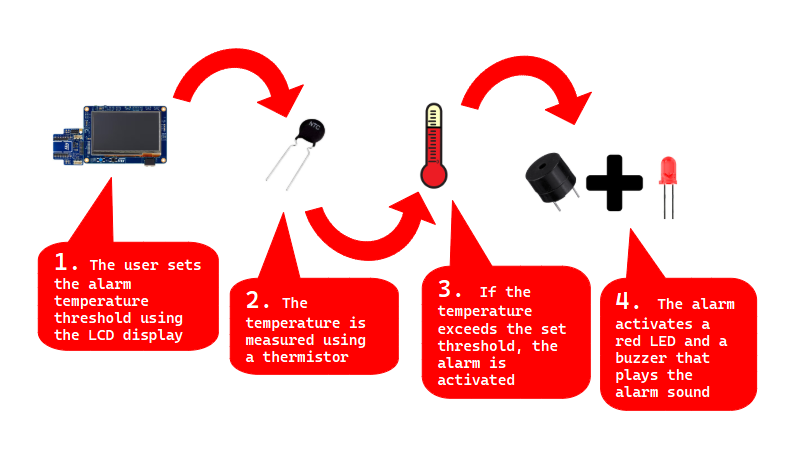 NTC
1. The user sets
the alarm
temperature
threshold using
the LCD display
2. The
temperature is
measured using
a thermistor
3. If the
temperature
exceeds the set
threshold, the
alarm is
activated
4. The alarm
activates a
red LED and a
buzzer that
plays the
alarm sound